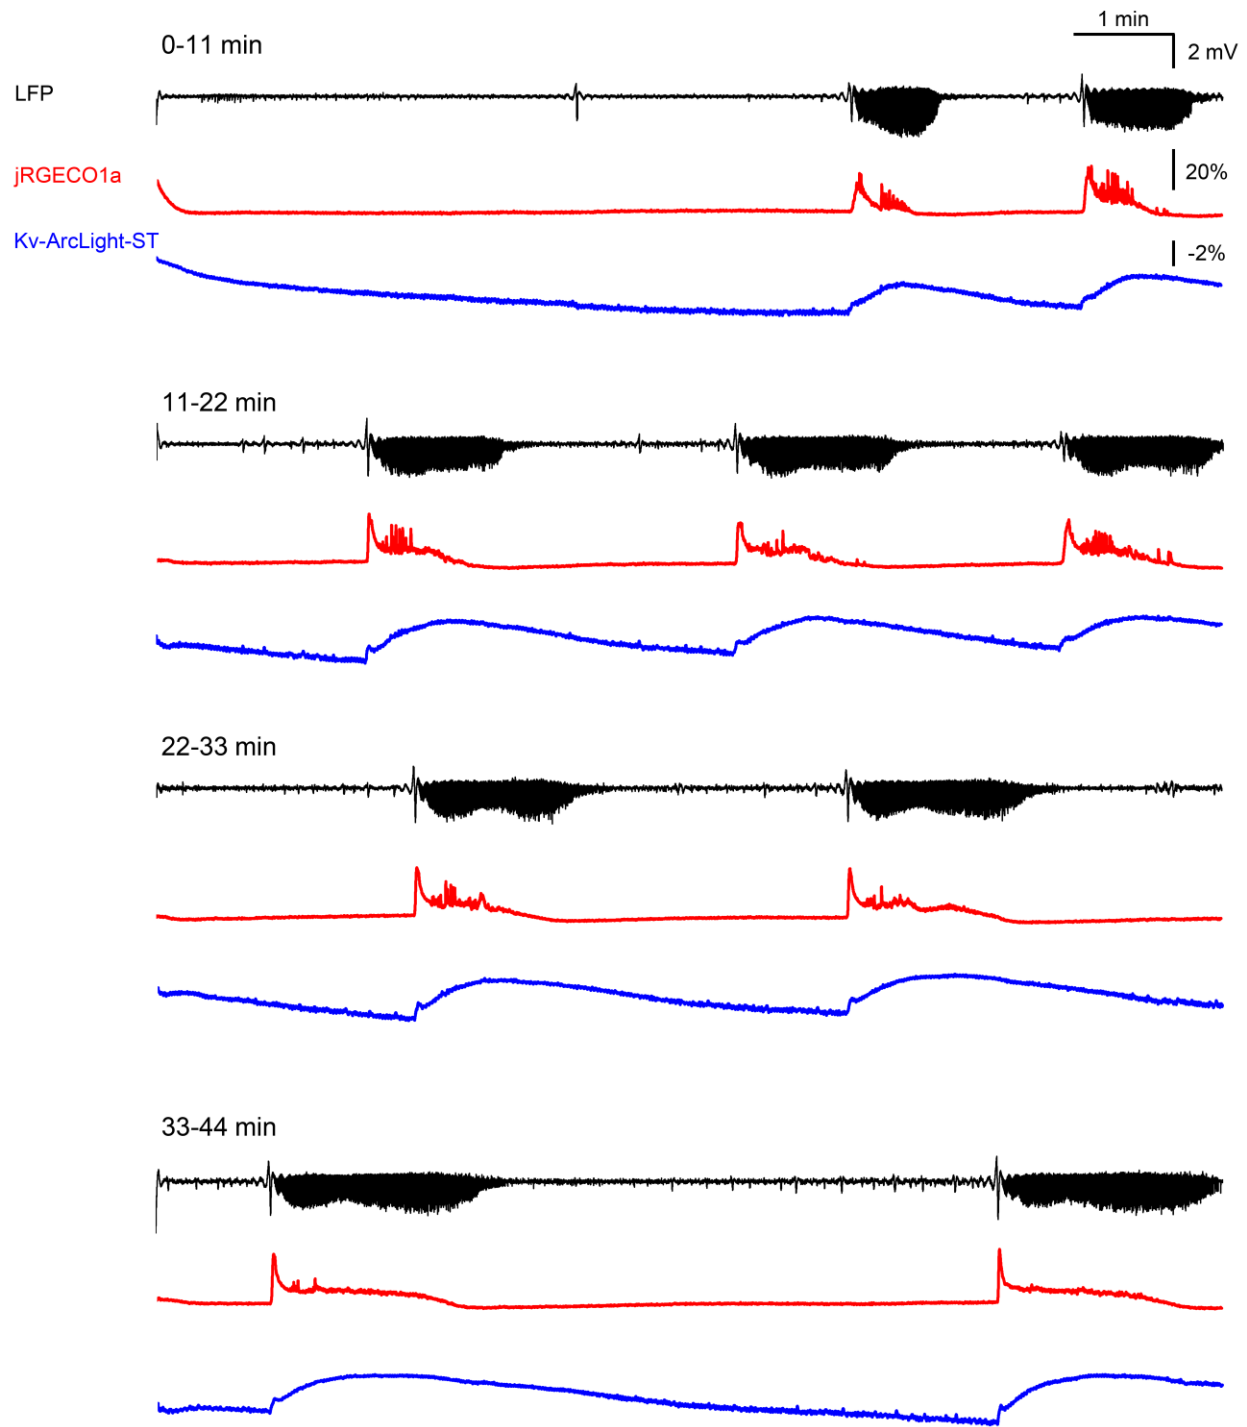 1 min
0-11 min
2 mV
LFP
jRGECO1a
20%
Kv-ArcLight-ST
-2%
11-22 min
22-33 min
33-44 min